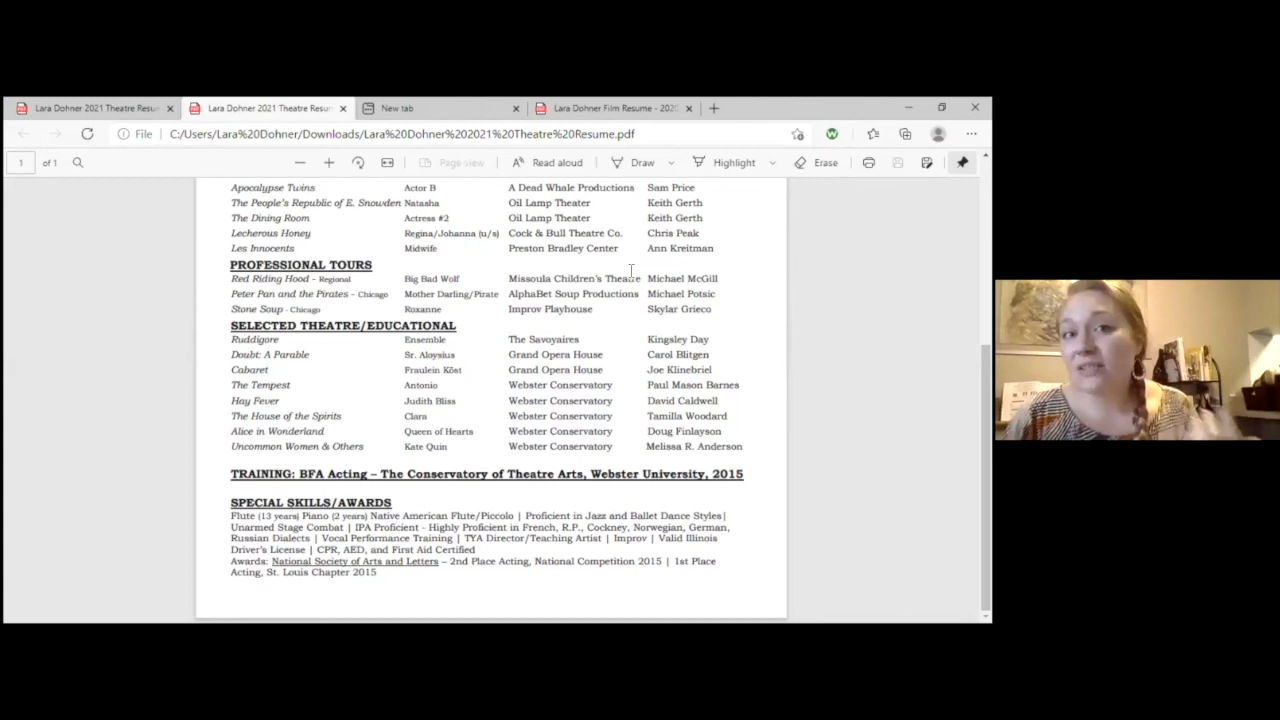 Lara Dohner 2021 Theatre Resu
Lara Dohner 2021 Theatre Resu
New tab
Lara Dohner Film Resume - 202
File C:/Users/Lara%20Dohner/Downloads/Lara%20Dohner%202021%20Theatre%20Resume.pdf
1 of 1 Page view Read aloud Draw Highlight Erase
Apocalypse Twins Actor B A Dead Whale Productions Sam Price
The People's Republic of E. Snowden Natasha Oil Lamp Theater Keith Gerth
The Dining Room Actress #2 Oil Lamp Theater Keith Gerth
Lecherous Honey Regina/Johanna (u/s) Cock & Bull Theatre Co. Chris Peak
Les Innocents Midwife Preston Bradley Center Ann Kreitman
PROFESSIONAL TOURS
Red Riding Hood - Regional Big Bad Wolf Missoula Children's Theatre Michael McGill
Peter Pan and the Pirates - Chicago Mother Darling/Pirate AlphaBet Soup Productions Michael Potsic
Stone Soup - Chicago Roxanne Improv Playhouse Skylar Grieco
SELECTED THEATRE/EDUCATIONAL
Ruddigore Ensemble The Savoyaires Kingsley Day
Doubt: A Parable Sr. Aloysius Grand Opera House Carol Blitgen
Cabaret Fraulein Köst Grand Opera House Joe Klinebriel
The Tempest Antonio Webster Conservatory Paul Mason Barnes
Hay Fever Judith Bliss Webster Conservatory David Caldwell
The House of the Spirits Clara Webster Conservatory Tamilla Woodard
Alice in Wonderland Queen of Hearts Webster Conservatory Doug Finlayson
Uncommon Women & Others Kate Quin Webster Conservatory Melissa R. Anderson
TRAINING: BFA Acting – The Conservatory of Theatre Arts, Webster University, 2015
SPECIAL SKILLS/AWARDS
Flute (13 years) Piano (2 years) Native American Flute/Piccolo | Proficient in Jazz and Ballet Dance Styles|
Unarmed Stage Combat | IPA Proficient - Highly Proficient in French, R.P., Cockney, Norwegian, German,
Russian Dialects | Vocal Performance Training | TYA Director/Teaching Artist | Improv | Valid Illinois
Driver's License | CPR, AED, and First Aid Certified
Awards: National Society of Arts and Letters – 2nd Place Acting, National Competition 2015 | 1st Place
Acting, St. Louis Chapter 2015